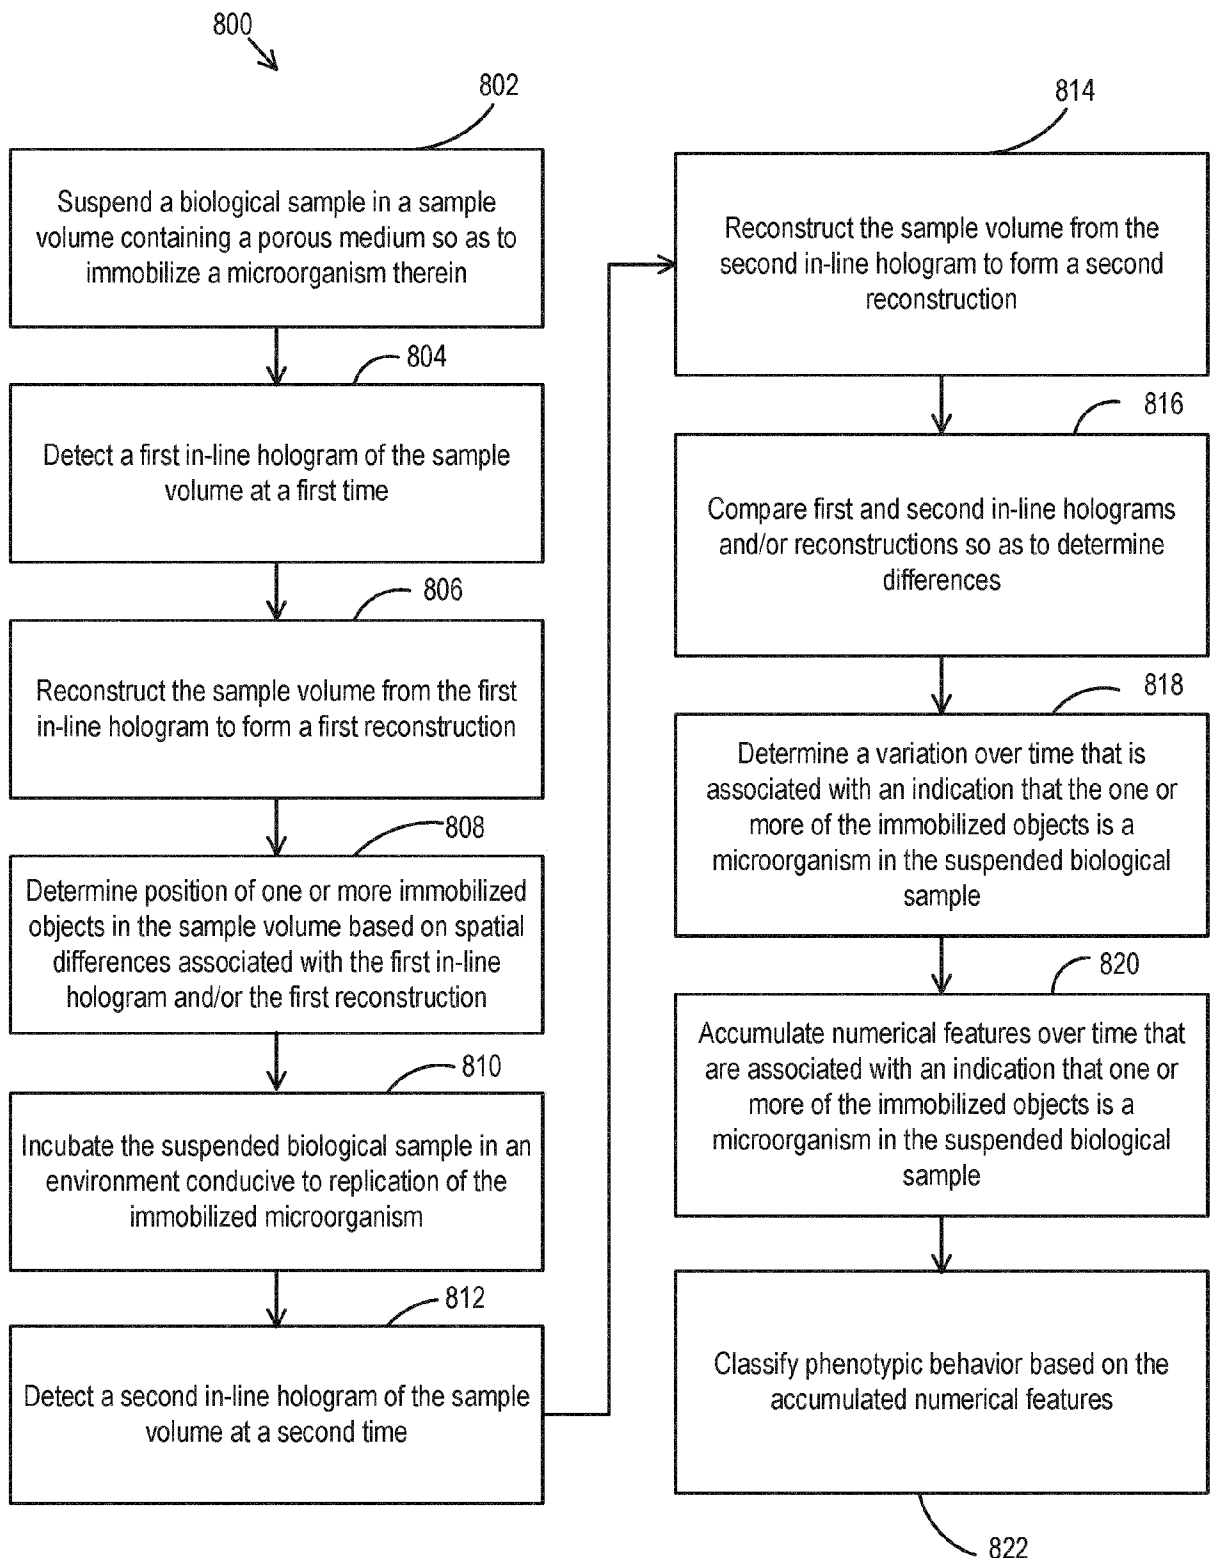 800
802
Suspend a biological sample in a sample
volume containing a porous medium so as to
immobilize a microorganism therein
804
Detect a first in-line hologram of the sample
volume at a first time
806
Reconstruct the sample volume from the first
in-line hologram to form a first reconstruction
808
Determine position of one or more immobilized
objects in the sample volume based on spatial
differences associated with the first in-line
hologram and/or the first reconstruction
810
Incubate the suspended biological sample in an
environment conducive to replication of the
immobilized microorganism
812
Detect a second in-line hologram of the sample
volume at a second time
814
Reconstruct the sample volume from the
second in-line hologram to form a second
reconstruction
816
Compare first and second in-line holograms
and/or reconstructions so as to determine
differences
818
Determine a variation over time that is
associated with an indication that the one or
more of the immobilized objects is a
microorganism in the suspended biological
sample
820
Accumulate numerical features over time that
are associated with an indication that one or
more of the immobilized objects is a
microorganism in the suspended biological
sample
Classify phenotypic behavior based on the
accumulated numerical features
822